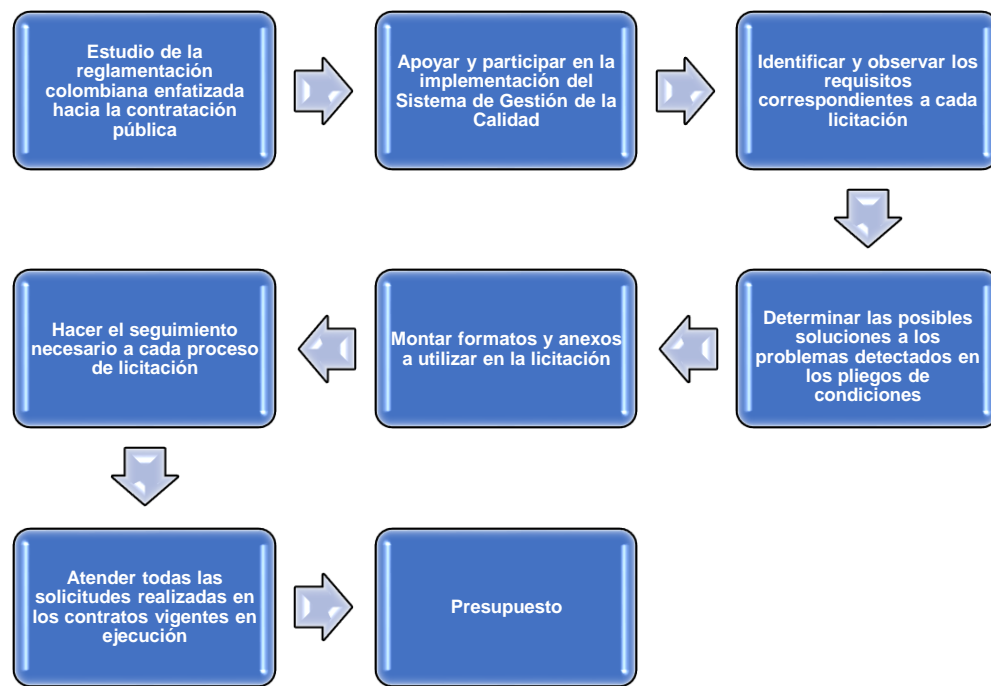 Estudio de la
reglamentación
colombiana enfatizada
hacia la contratación
pública
Apoyar y participar en la
implementación del
Sistema de Gestión de la
Calidad
Identificar y observar los
requisitos
correspondientes a cada
licitación
Determinar las posibles
soluciones a los
problemas detectados en
los pliegos de
condiciones
Montar formatos y anexos
a utilizar en la licitación
Hacer el seguimiento
necesario a cada proceso
de licitación
Atender todas las
solicitudes realizadas en
los contratos vigentes en
ejecución
Presupuesto